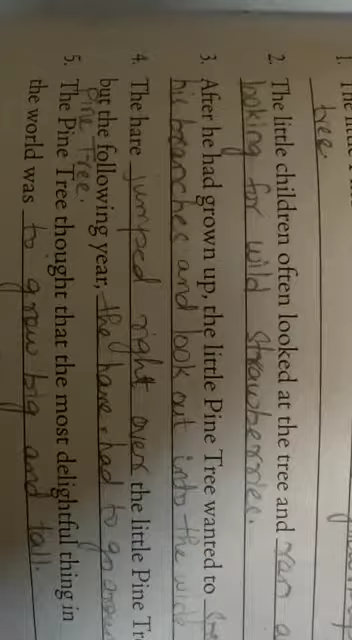 1. The little
tree.
2. The little children often looked at the tree and ran a
looking for wild strawberries.
3. After he had grown up, the little Pine Tree wanted to
his branches and look out into the wide
4. The hare jumped right over the little Pine Tr
but the following year, the hare had to go
Pine Tree.
5. The Pine Tree thought that the most delightful thing in
the world was to grow big and tall.